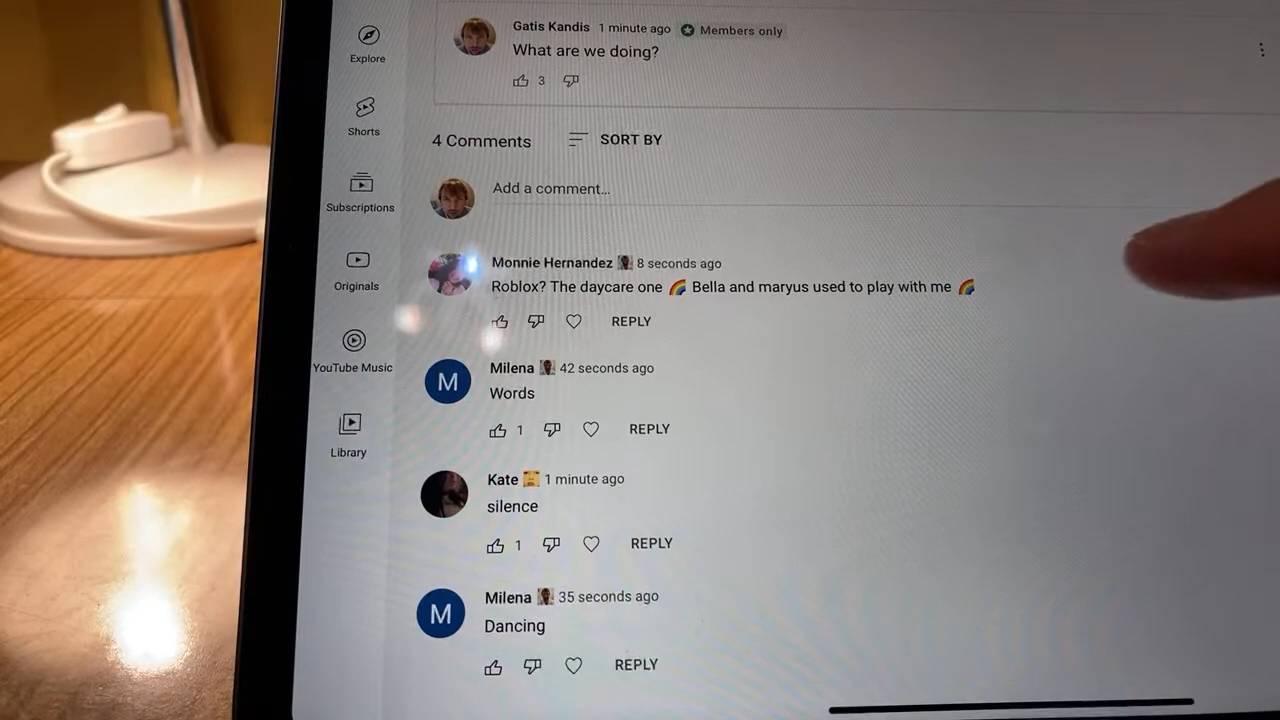 Explore
Shorts
Subscriptions
Originals
YouTube Music
Library
Gatis Kandis 1 minute ago Members only
What are we doing?
3
4 Comments SORT BY
Add a comment...
Monnie Hernandez 8 seconds ago
Roblox? The daycare one 🌈 Bella and maryus used to play with me 🌈
REPLY
M
Milena 42 seconds ago
Words
1 REPLY
Kate 1 minute ago
silence
1 REPLY
M
Milena 35 seconds ago
Dancing
REPLY